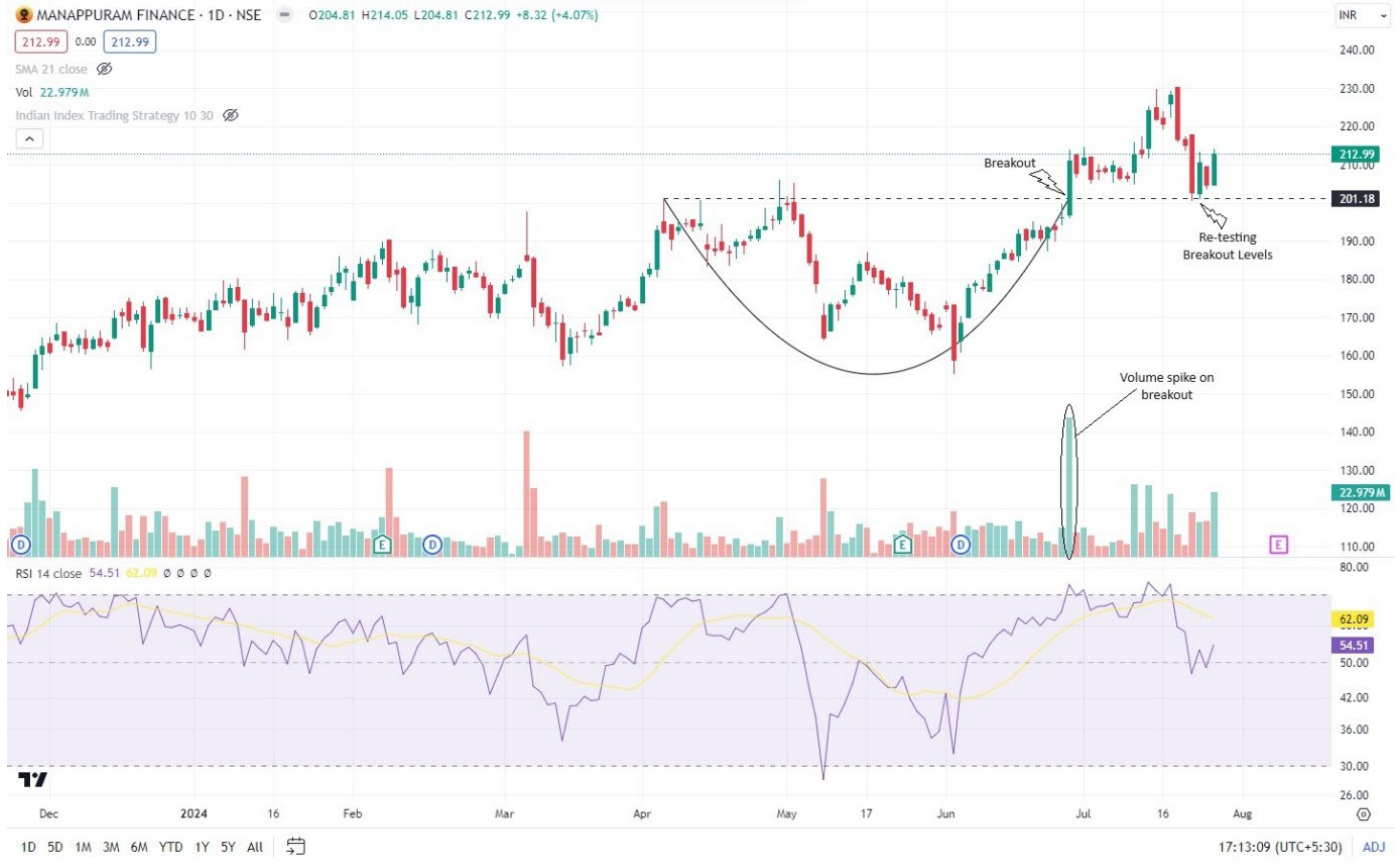 MANAPPURAM FINANCE · 1D · NSE O204.81 H214.05 L204.81 C212.99 +8.32 (+4.07%)
INR
212.99 0.00 212.99
SMA 21 close
Vol 22.979M
Indian Index Trading Strategy 10 30
240.00
230.00
220.00
212.99
210.00
201.18
190.00
180.00
170.00
160.00
150.00
140.00
130.00
22.979M
120.00
110.00
Breakout
Re-testing
Breakout Levels
Volume spike on
breakout
D E D E D E
RSI 14 close 54.51 62.09 Ø Ø Ø Ø
80.00
62.09
54.51
50.00
42.00
36.00
30.00
26.00
Dec 2024 16 Feb Mar Apr May 17 Jun Jul 16 Aug
1D 5D 1M 3M 6M YTD 1Y 5Y All
17:13:09 (UTC+5:30) ADJ